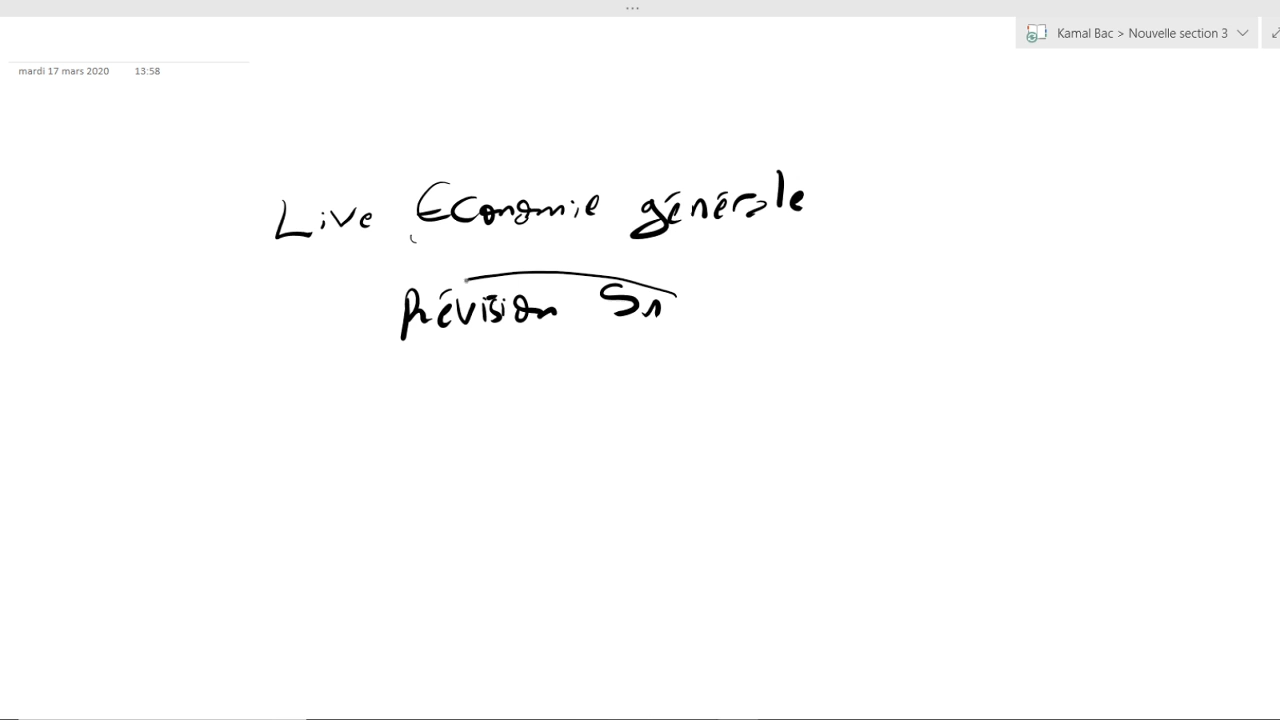 ...
Kamal Bac > Nouvelle section 3
mardi 17 mars 2020 13:58
Live Economie générale
Révision S1